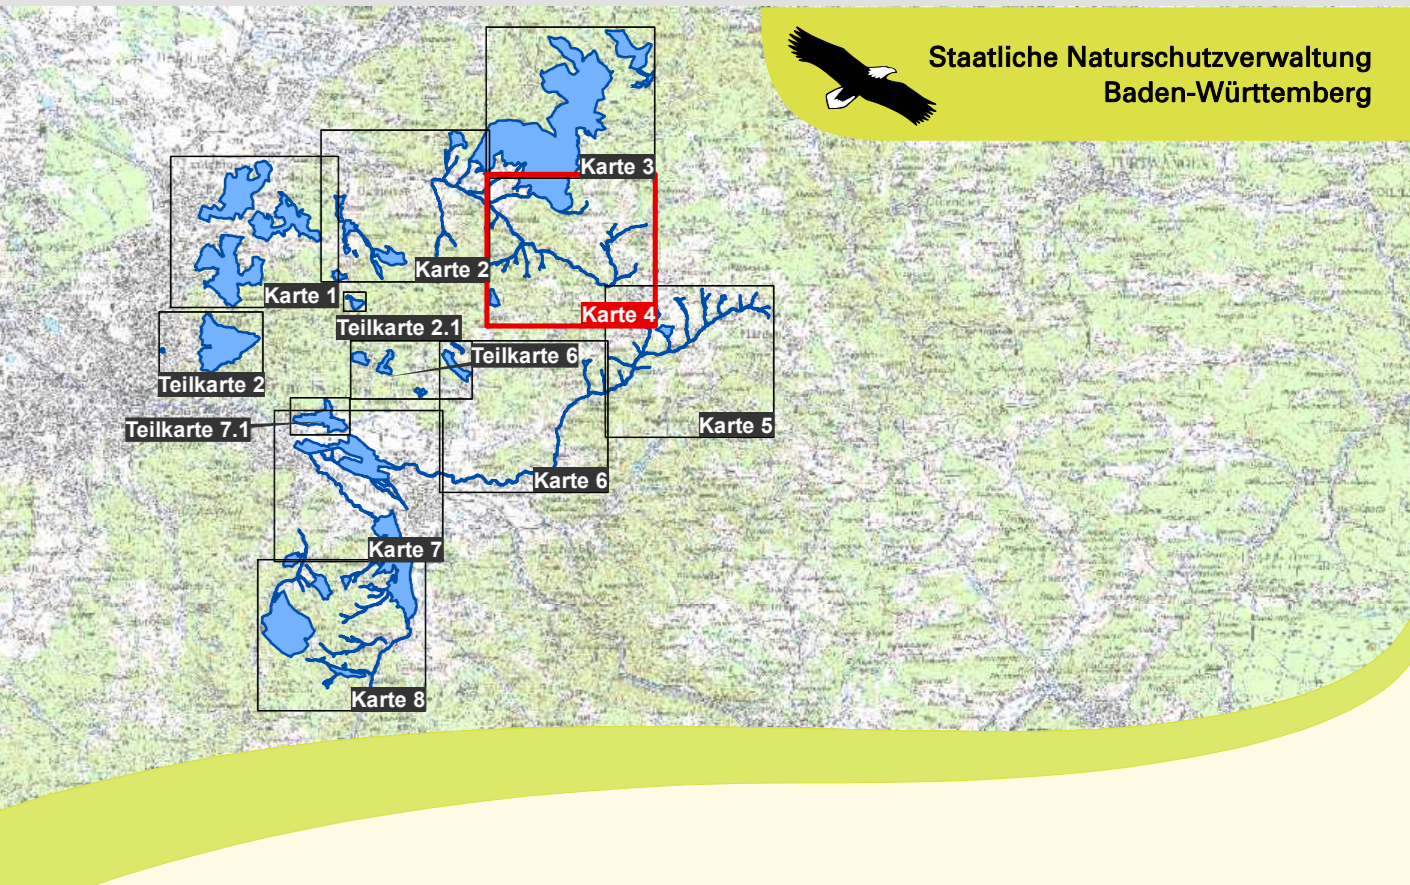 Staatliche Naturschutzverwaltung
Baden-Württemberg
Karte 3
Karte 2
Karte 1
Karte 4
Teilkarte 2.1
Teilkarte 6
Teilkarte 2
Teilkarte 7.1
Karte 5
Karte 6
Karte 7
Karte 8